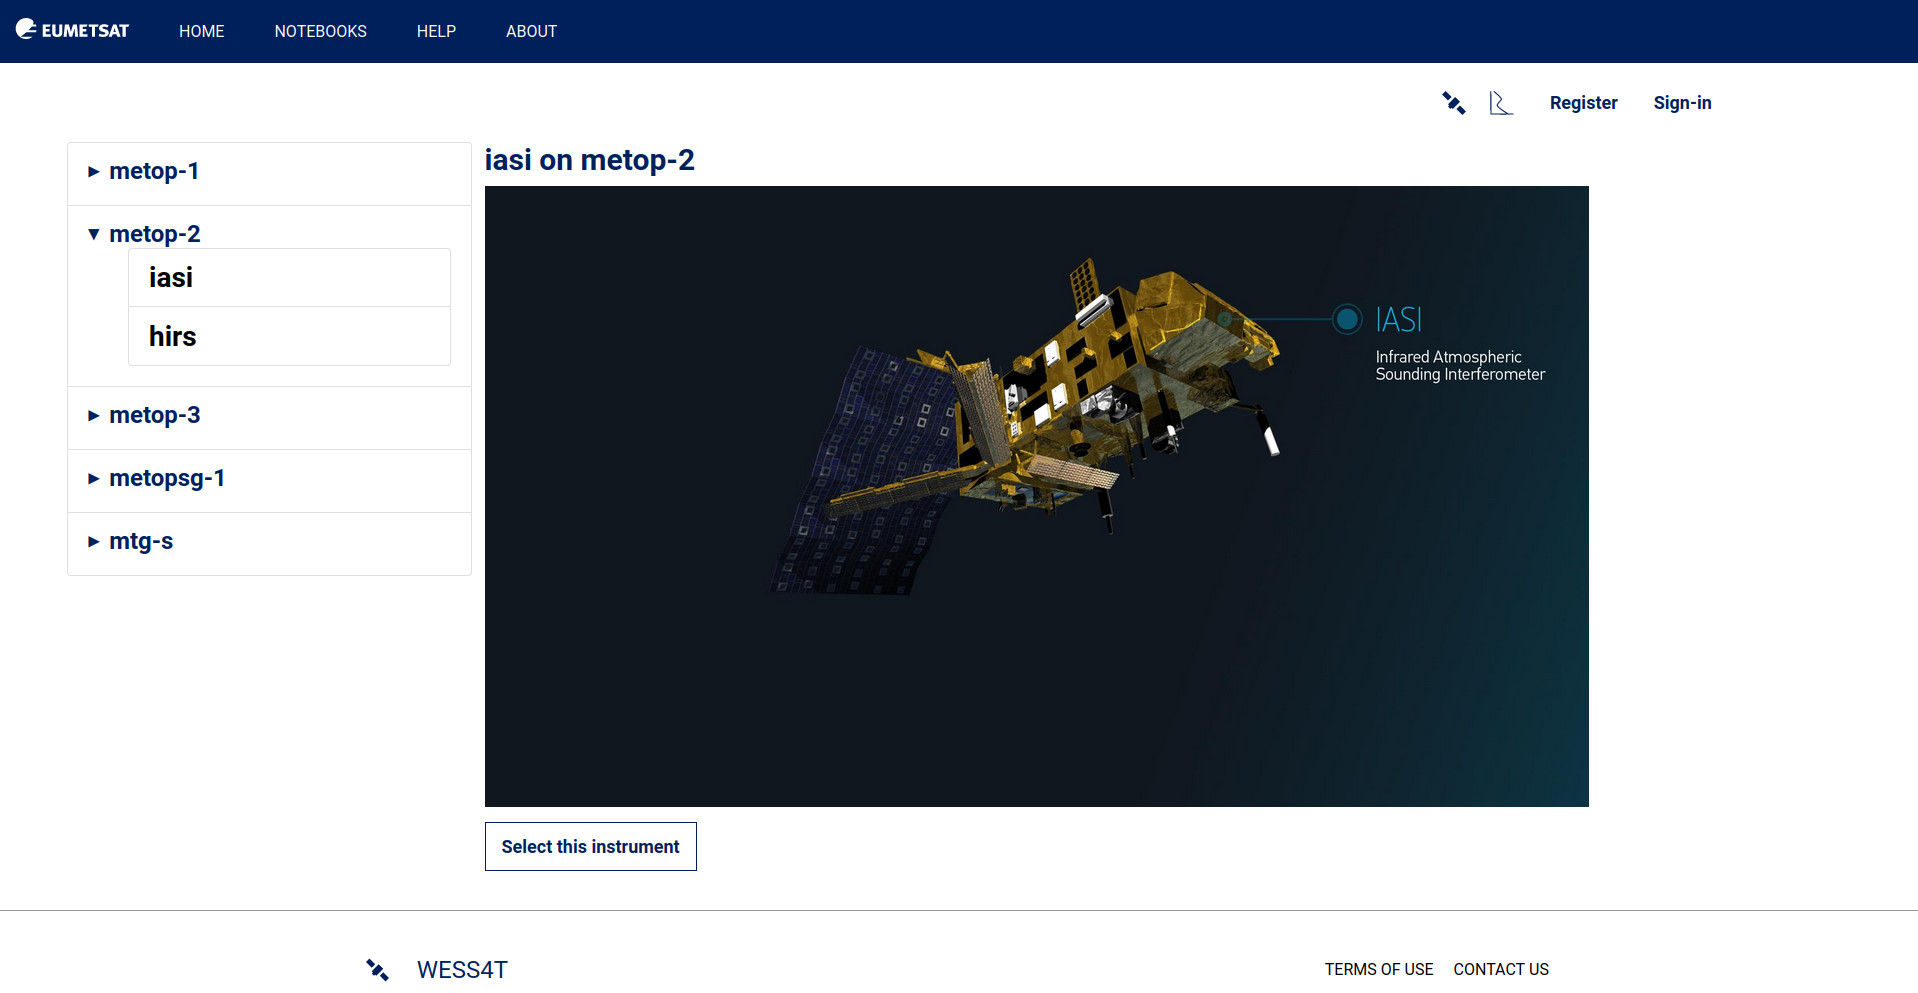 EUMETSAT HOME NOTEBOOKS HELP ABOUT
Register Sign-in
metop-1
metop-2
iasi
hirs
metop-3
metopsg-1
mtg-s
iasi on metop-2
IASI
Infrared Atmospheric
Sounding Interferometer
Select this instrument
WESS4T
TERMS OF USE CONTACT US